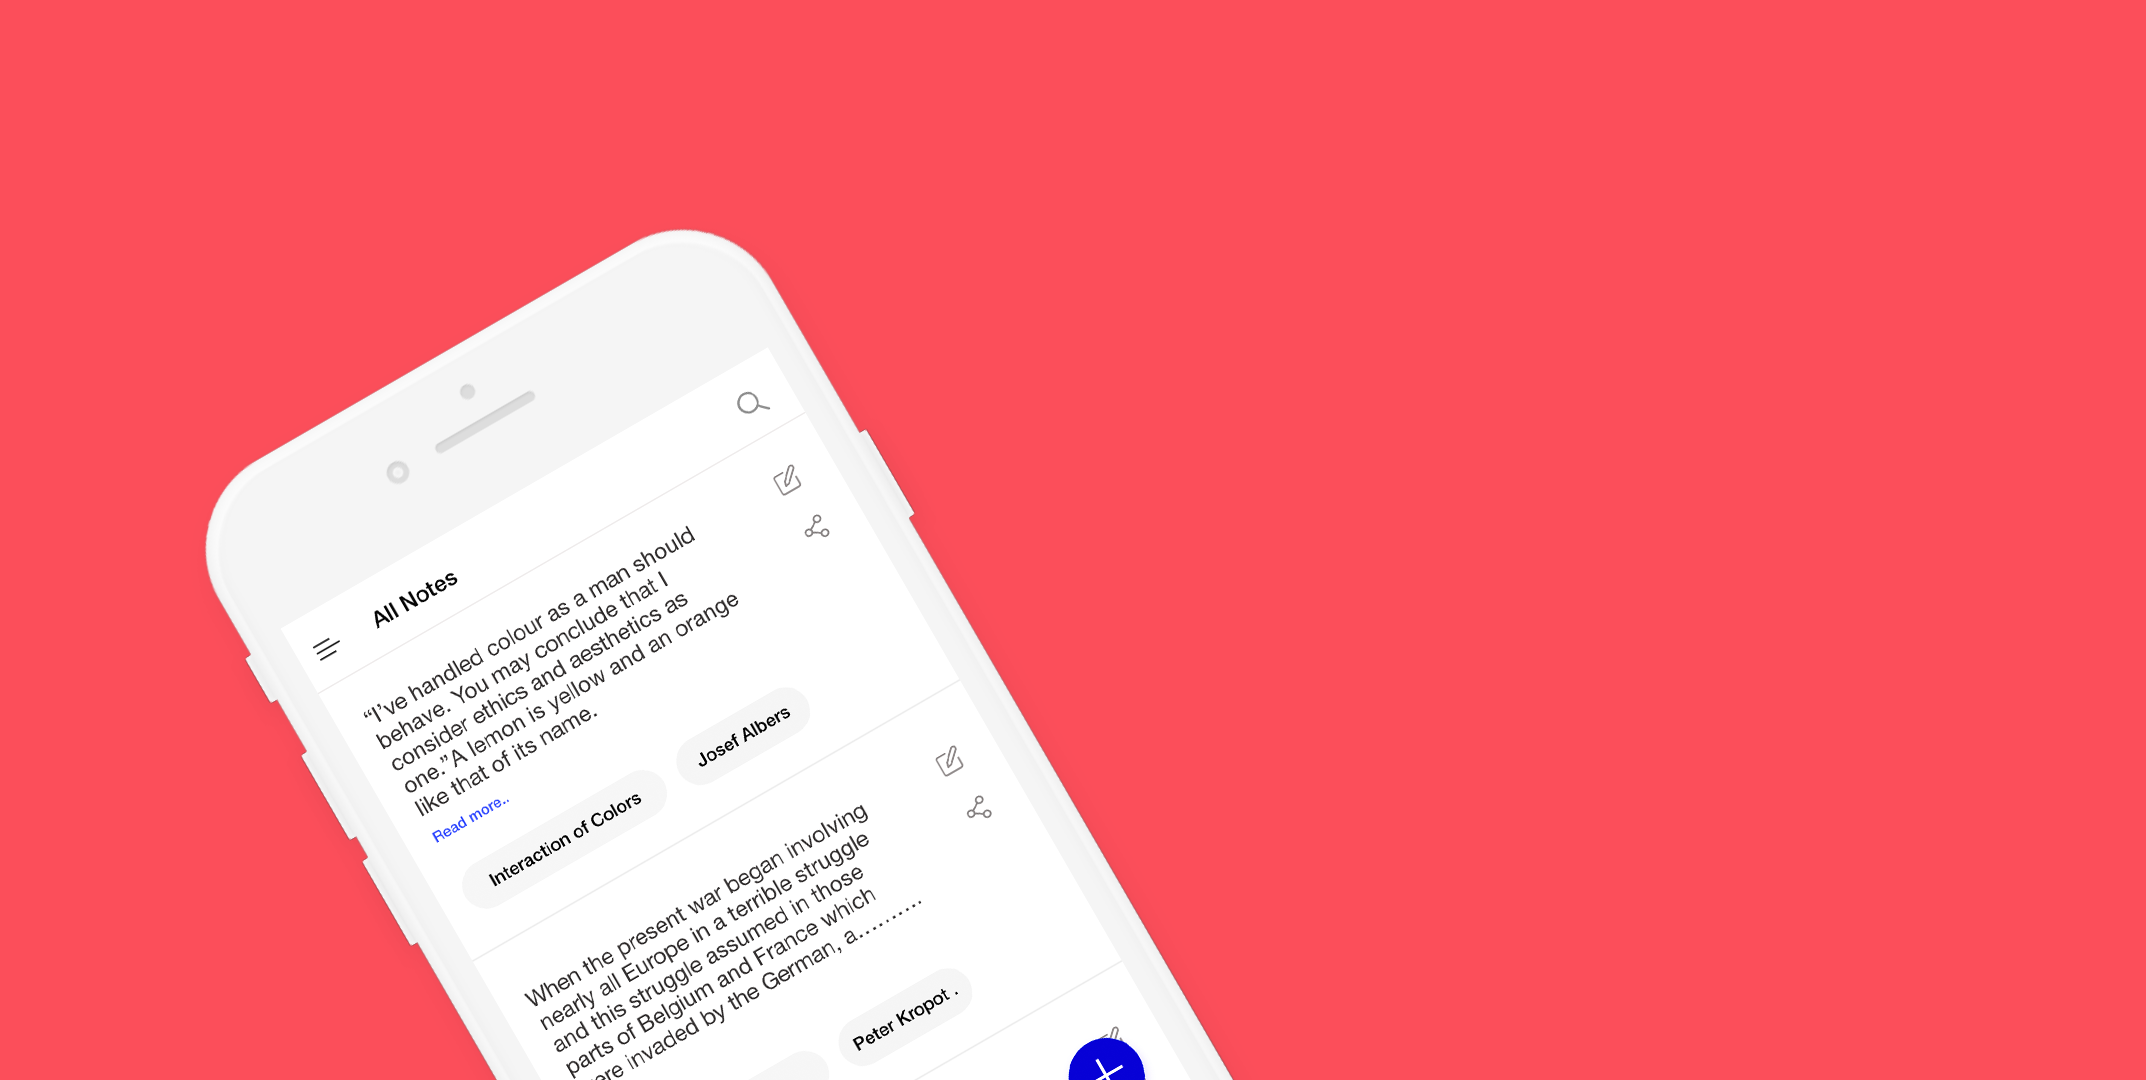 All Notes
“I’ve handled colour as a man should
behave. You may conclude that I
consider ethics and aesthetics as
one.”A lemon is yellow and an orange
like that of its name.
Read more..
Interaction of Colors
Josef Albers
When the present war began involving
nearly all Europe in a terrible struggle
and this struggle assumed in those
parts of Belgium and France which
invaded by the German, a..........
Peter Kropot .